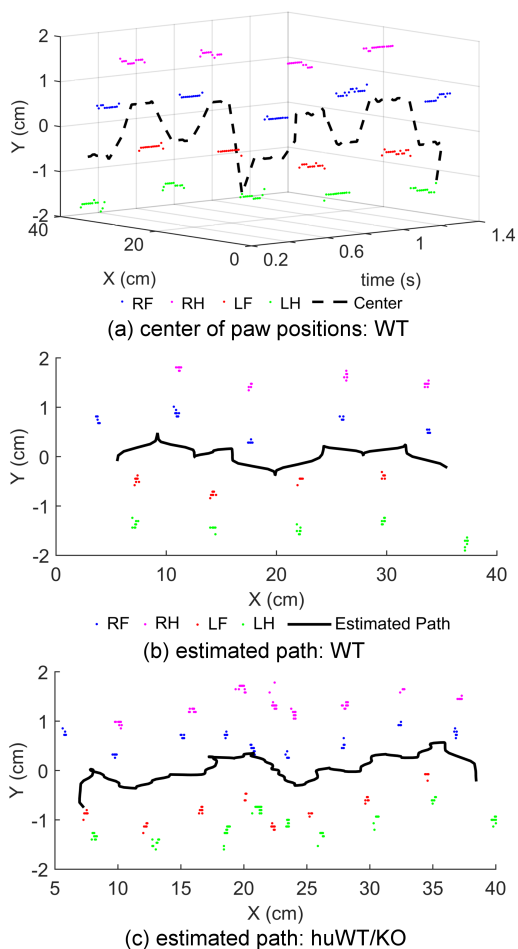 2
1
0
-1
-2
Y (cm)
40
20
0
X (cm)
0.2
0.6
1
1.4
time (s)
RF RH LF LH Center
(a) center of paw positions: WT
2
1
0
-1
-2
Y (cm)
0 10 20 30 40
X (cm)
RF RH LF LH Estimated Path
(b) estimated path: WT
2
1
0
-1
-2
Y (cm)
5 10 15 20 25 30 35 40
X (cm)
(c) estimated path: huWT/KO